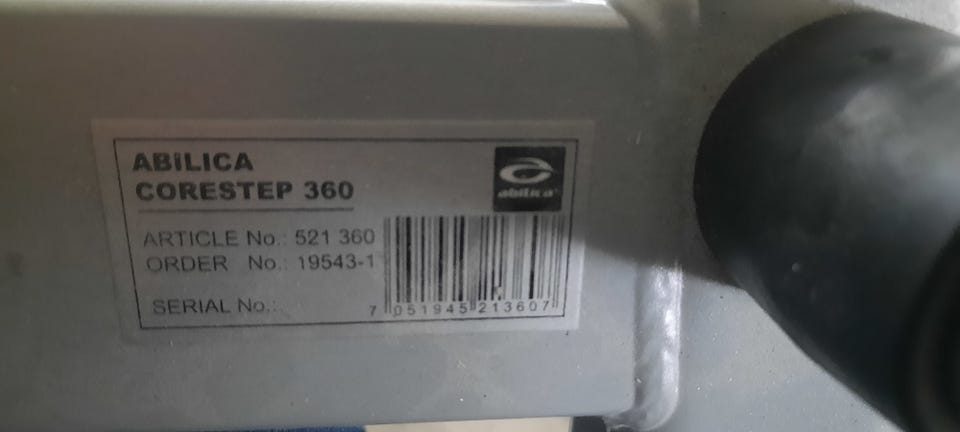 ABILICA
CORESTEP 360
abilica
ARTICLE No.: 521 360
ORDER No.: 19543-1
SERIAL No.:
7 051945 213607